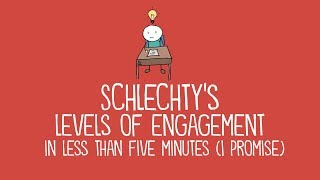 SCHLECHTY'S
LEVELS OF ENGAGEMENT
IN LESS THAN FIVE MINUTES (I PROMISE)